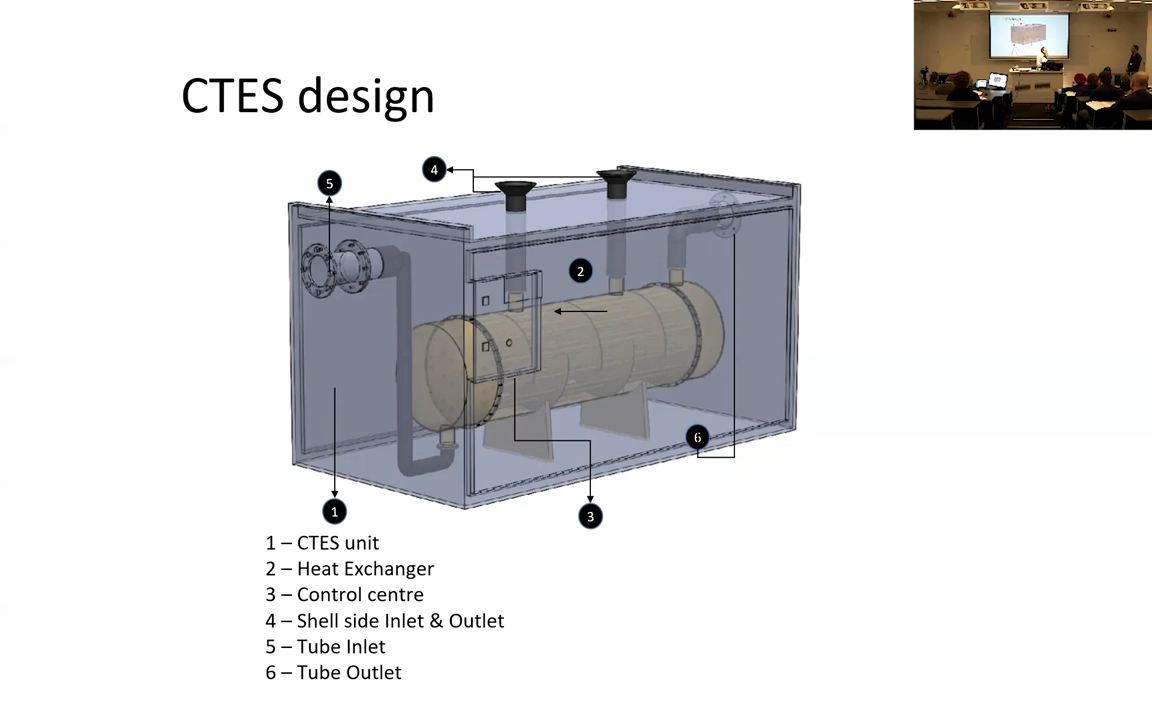 CTES design
4
5
2
6
1
3
1 – CTES unit
2 – Heat Exchanger
3 – Control centre
4 – Shell side Inlet & Outlet
5 – Tube Inlet
6 – Tube Outlet